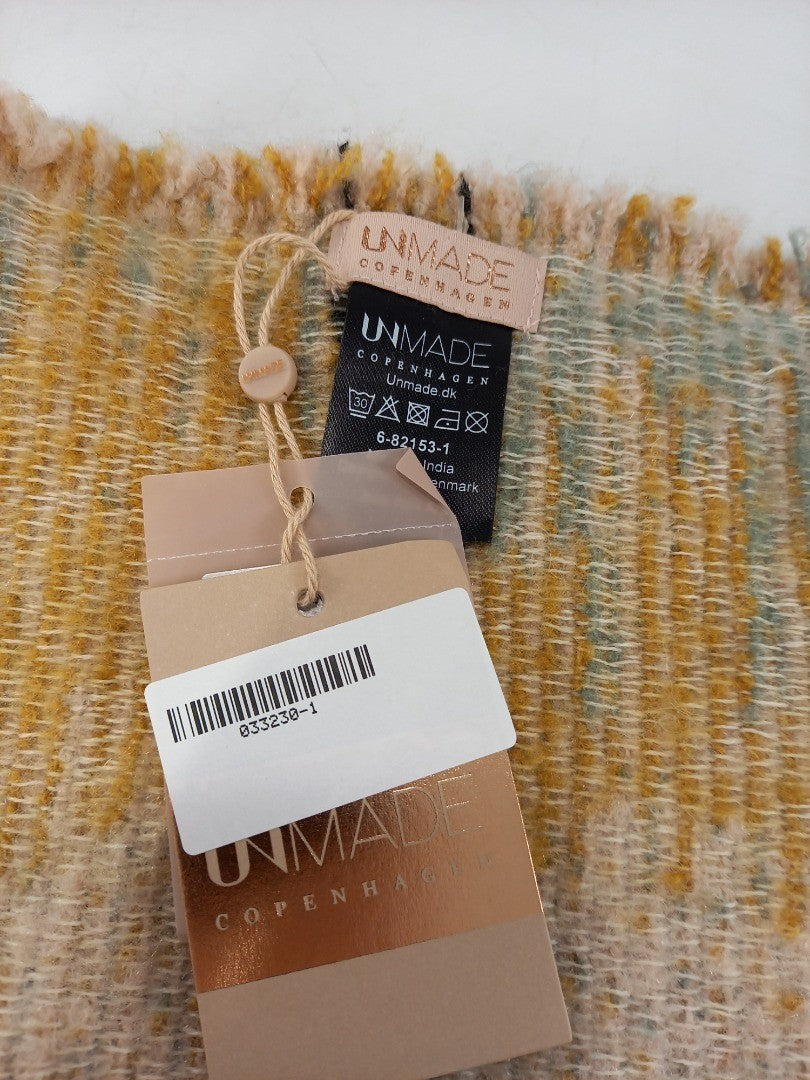 UNMADE
COPENHAGEN
UNMADE
COPENHAGEN
Unmade.dk
30
6-82153-1
India
enmark
033230-1
UNMADE
COPENHAGEN